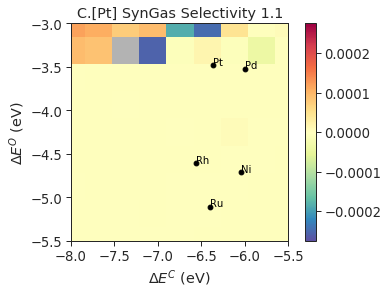 C.[Pt] SynGas Selectivity 1.1
−3.0
−3.5
−4.0
−4.5
−5.0
−5.5
ΔE^O (eV)
Pt
Pd
Rh
Ni
Ru
−8.0 −7.5 −7.0 −6.5 −6.0 −5.5
ΔE^C (eV)
0.0002
0.0001
0.0000
−0.0001
−0.0002